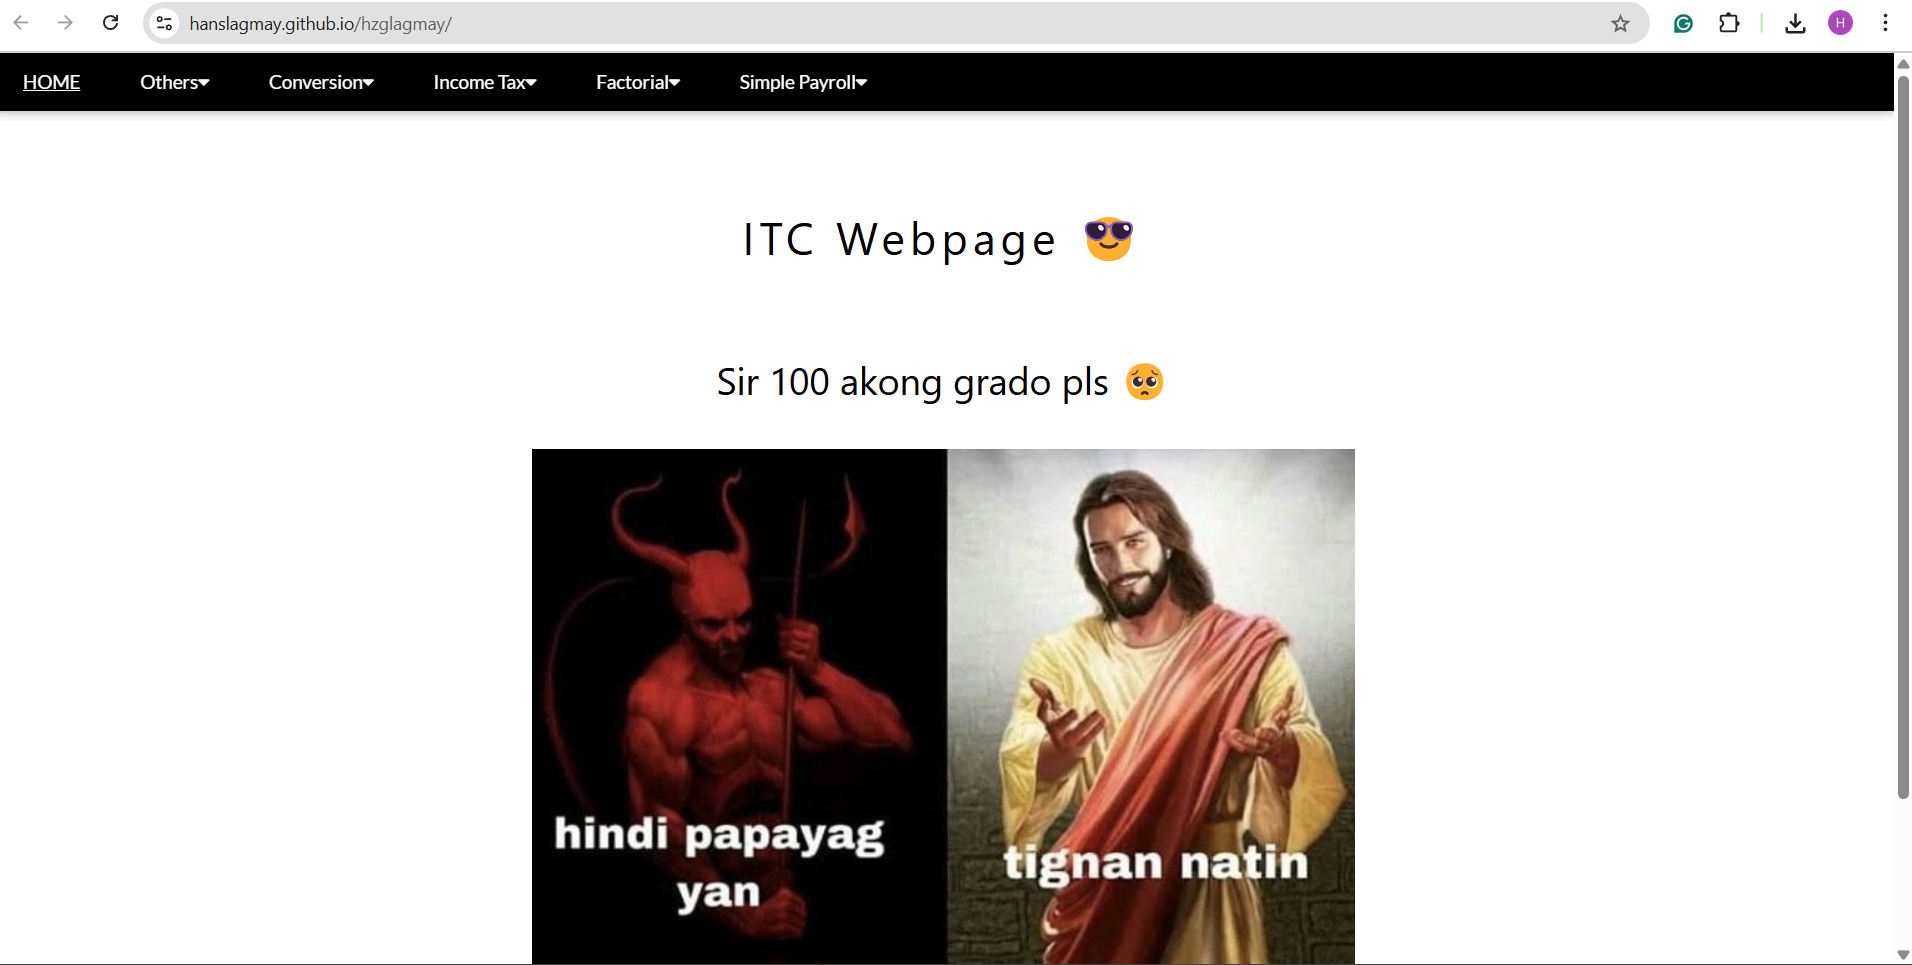 hanslagmay.github.io/hzglagmay/
H
HOME Others Conversion Income Tax Factorial Simple Payroll
ITC Webpage 😎
Sir 100 akong grado pls 🥺
hindi papayag
yan
tignan natin